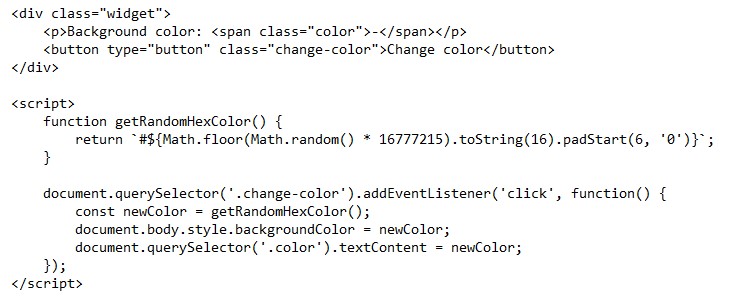 <div class="widget">
    <p>Background color: <span class="color">-</span></p>
    <button type="button" class="change-color">Change color</button>
</div>

<script>
    function getRandomHexColor() {
        return `#${Math.floor(Math.random() * 16777215).toString(16).padStart(6, '0')}`;
    }

    document.querySelector('.change-color').addEventListener('click', function() {
        const newColor = getRandomHexColor();
        document.body.style.backgroundColor = newColor;
        document.querySelector('.color').textContent = newColor;
    });
</script>